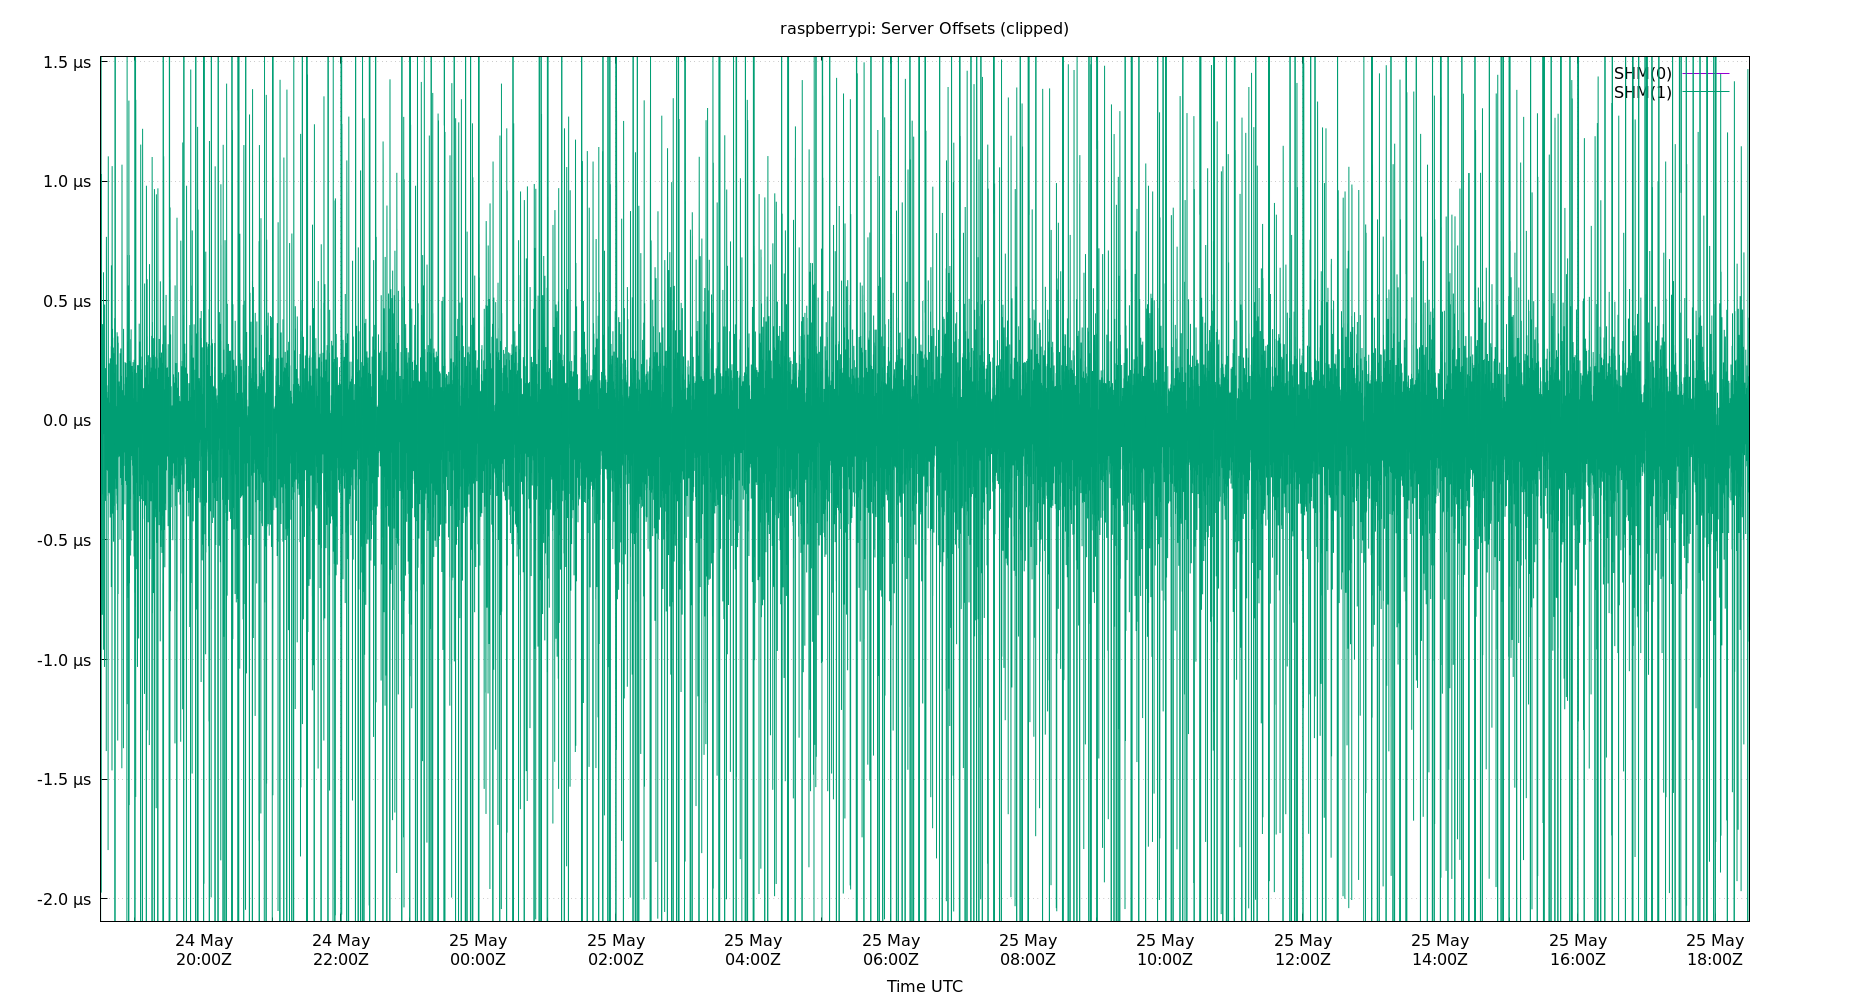 raspberrypi: Server Offsets (clipped)
SHM(0)
SHM(1)
1.5 µs
1.0 µs
0.5 µs
0.0 µs
-0.5 µs
-1.0 µs
-1.5 µs
-2.0 µs
24 May 24 May 25 May 25 May 25 May 25 May 25 May 25 May 25 May 25 May 25 May 25 May
20:00Z 22:00Z 00:00Z 02:00Z 04:00Z 06:00Z 08:00Z 10:00Z 12:00Z 14:00Z 16:00Z 18:00Z
Time UTC